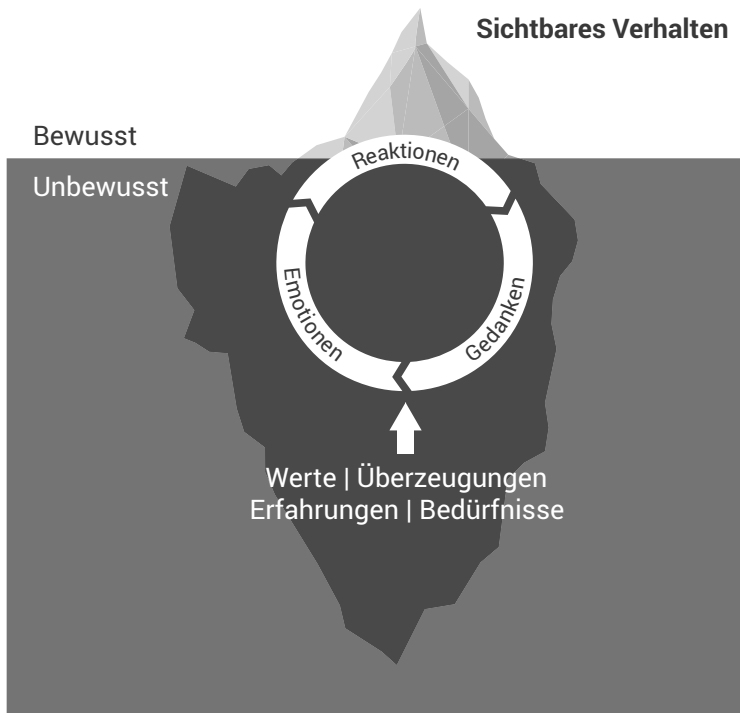 Sichtbares Verhalten
Bewusst
Unbewusst
Reaktionen
Emotionen
Gedanken
Werte | Überzeugungen
Erfahrungen | Bedürfnisse